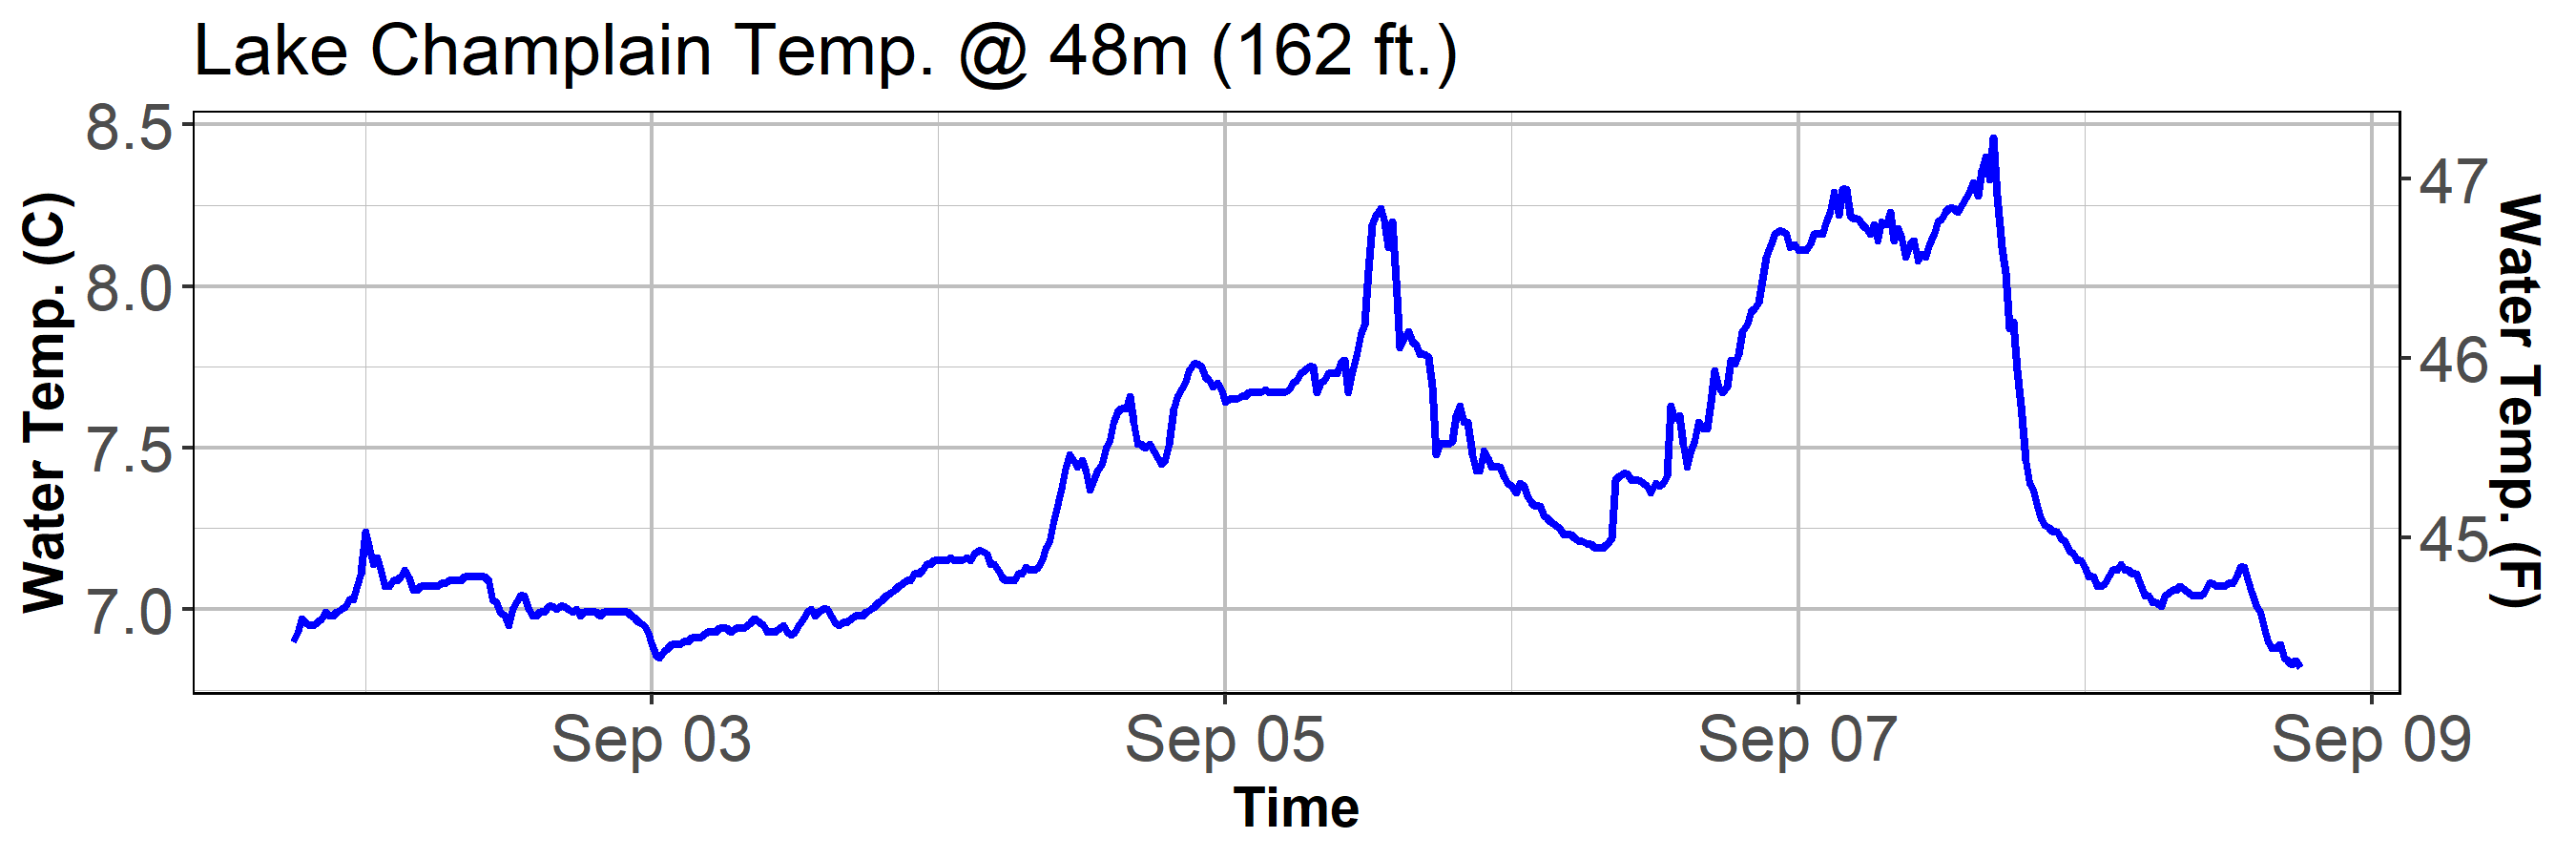 Lake Champlain Temp. @ 48m (162 ft.)
Water Temp. (C)
8.5
8.0
7.5
7.0
47
46
45
Water Temp. (F)
Sep 03 Sep 05 Sep 07 Sep 09
Time